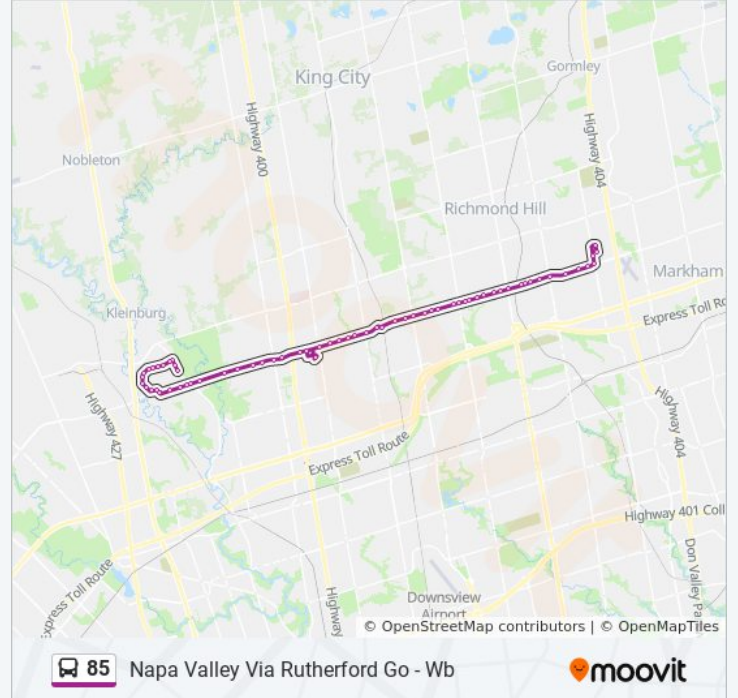 King City
Gormley
Highway 400
Highway 404
Nobleton
Richmond Hill
Markham
Kleinburg
Express Toll Ro
Highway 427
Highway 404
Express Toll Route
Highway 401 Coll
Express Toll Route
Highway
Don Valley Pa
Downsview
Airport
© OpenStreetMap contributors | © OpenMapTiles
85 Napa Valley Via Rutherford Go - Wb
moovit